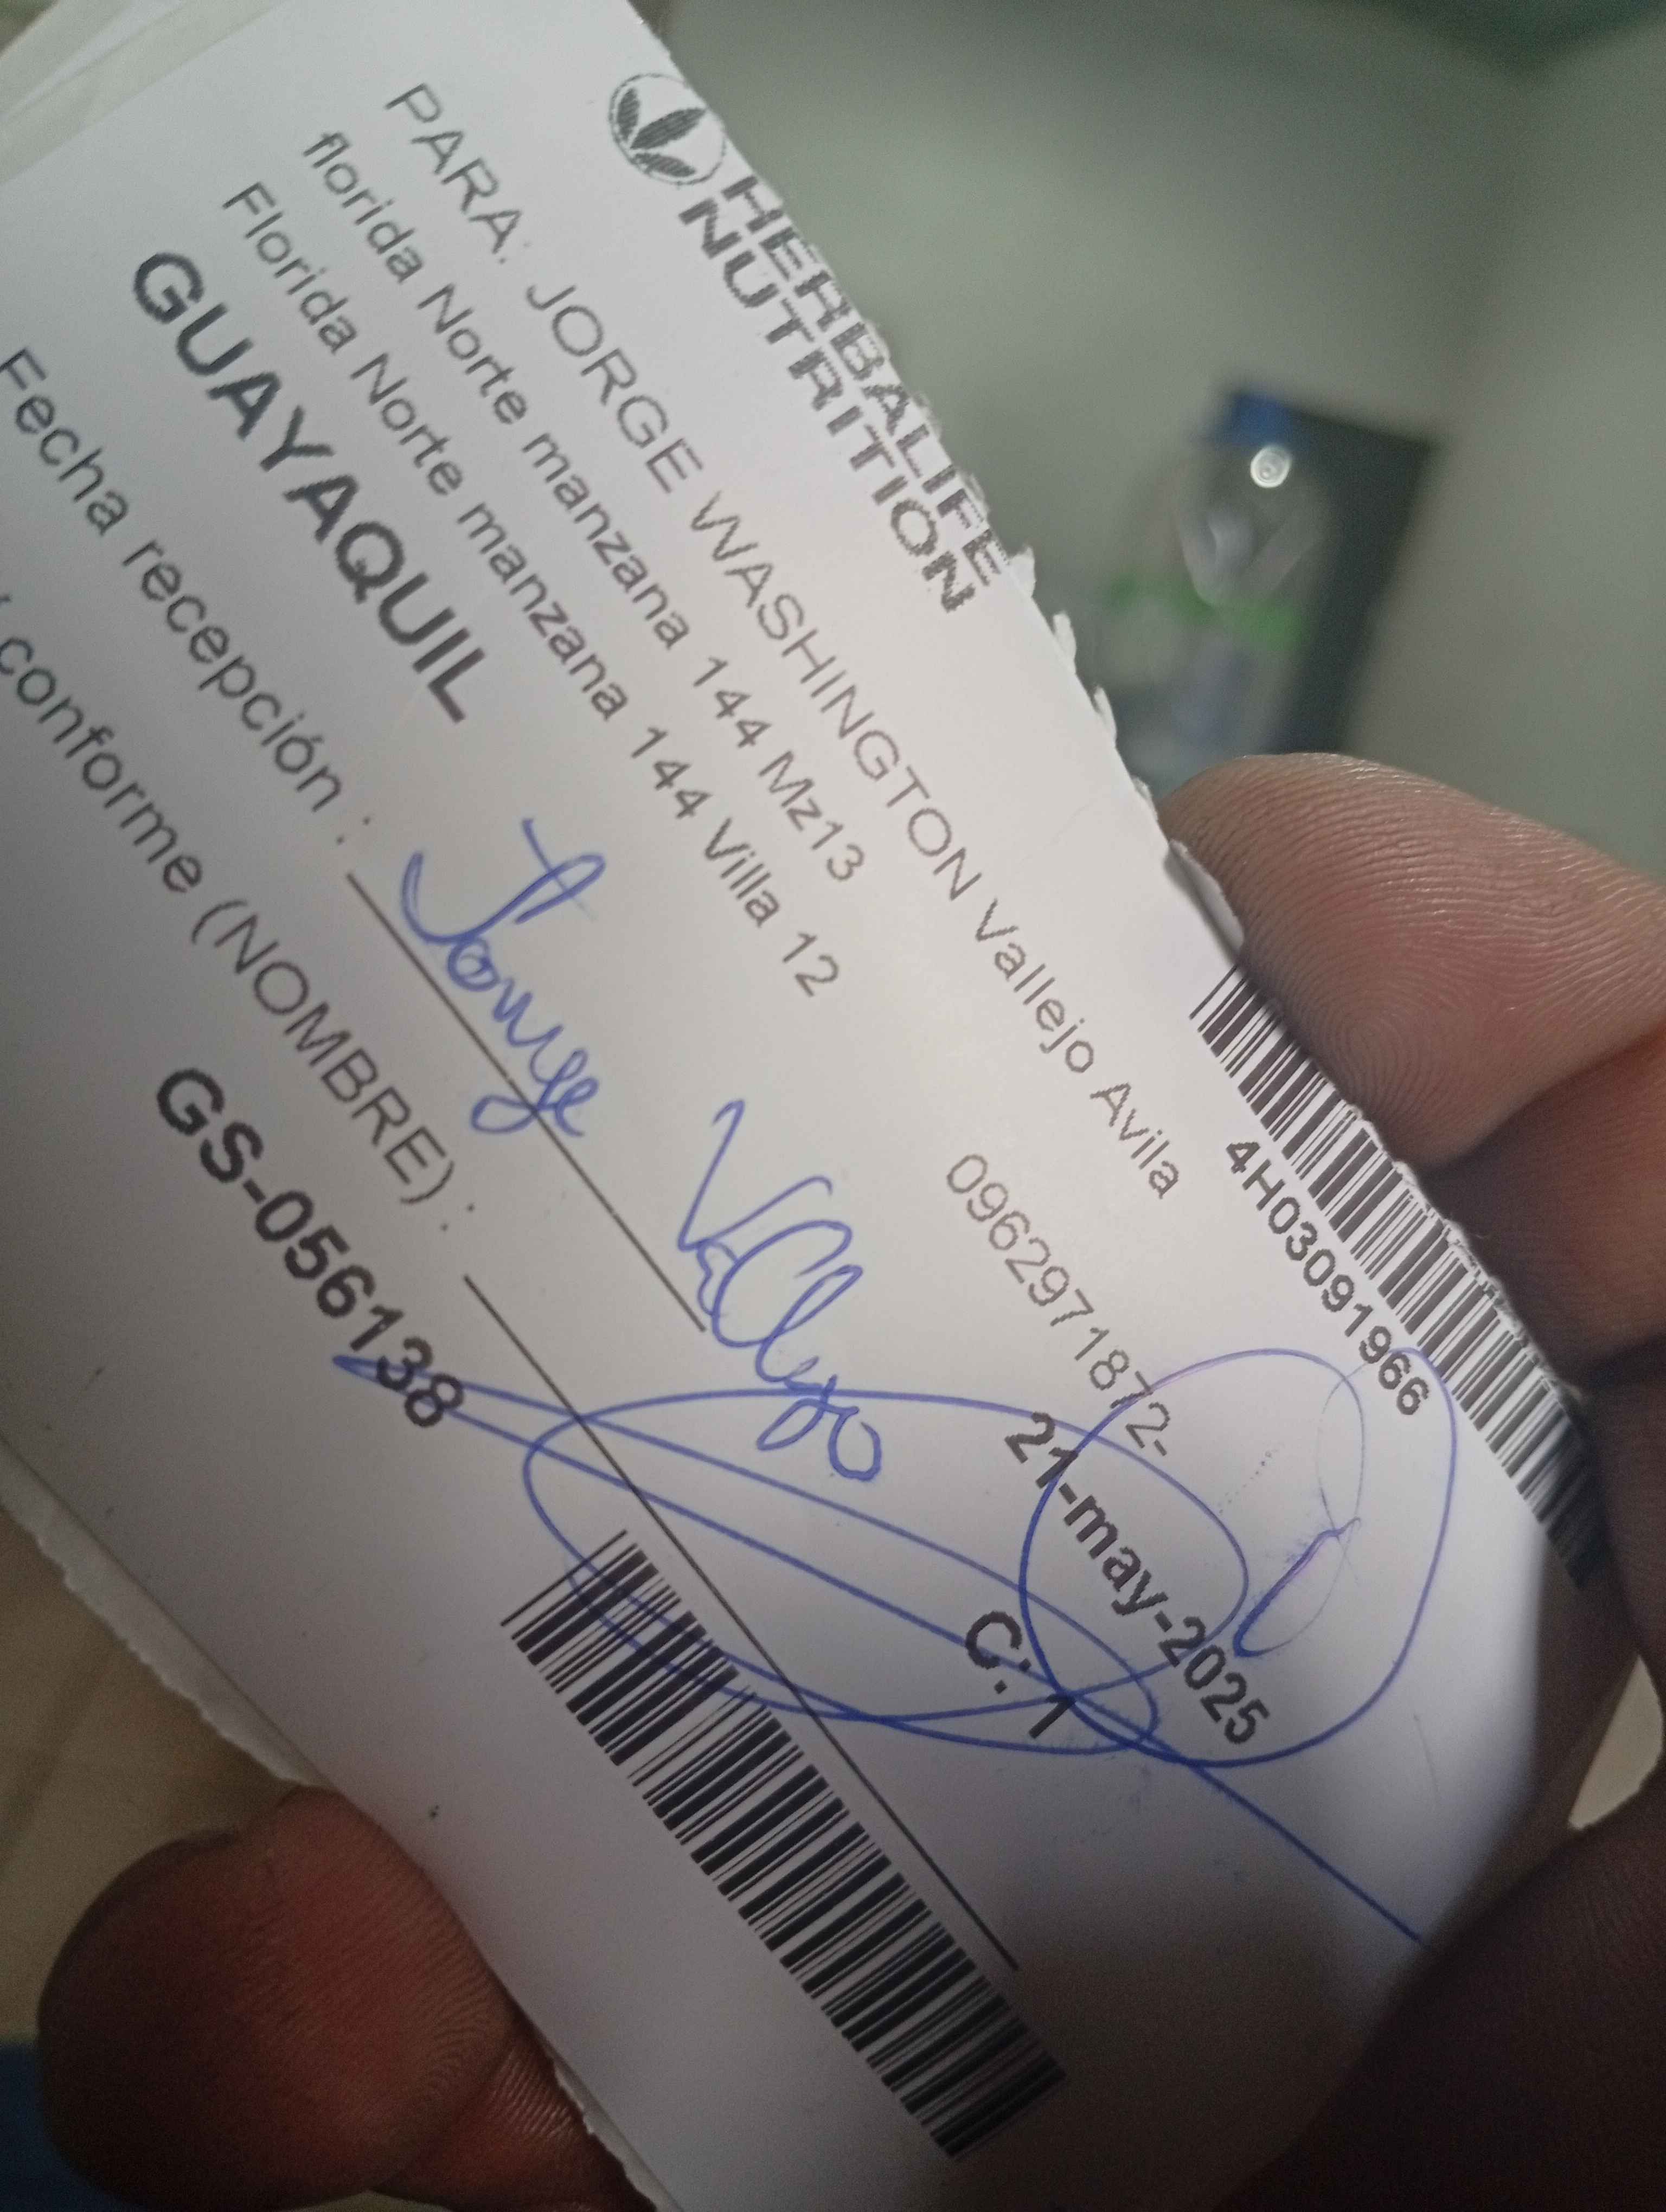 HERBALIFE
NUTRITION
4H03091966
PARA: JORGE WASHINGTON Vallejo Avila
florida Norte manzana 144 Mz13
0962971872-
Florida Norte manzana 144 Villa 12
21-may-2025
GUAYAQUIL
C: 1
Fecha recepción :
Jorge Vallejo
conforme (NOMBRE) :
GS-056138